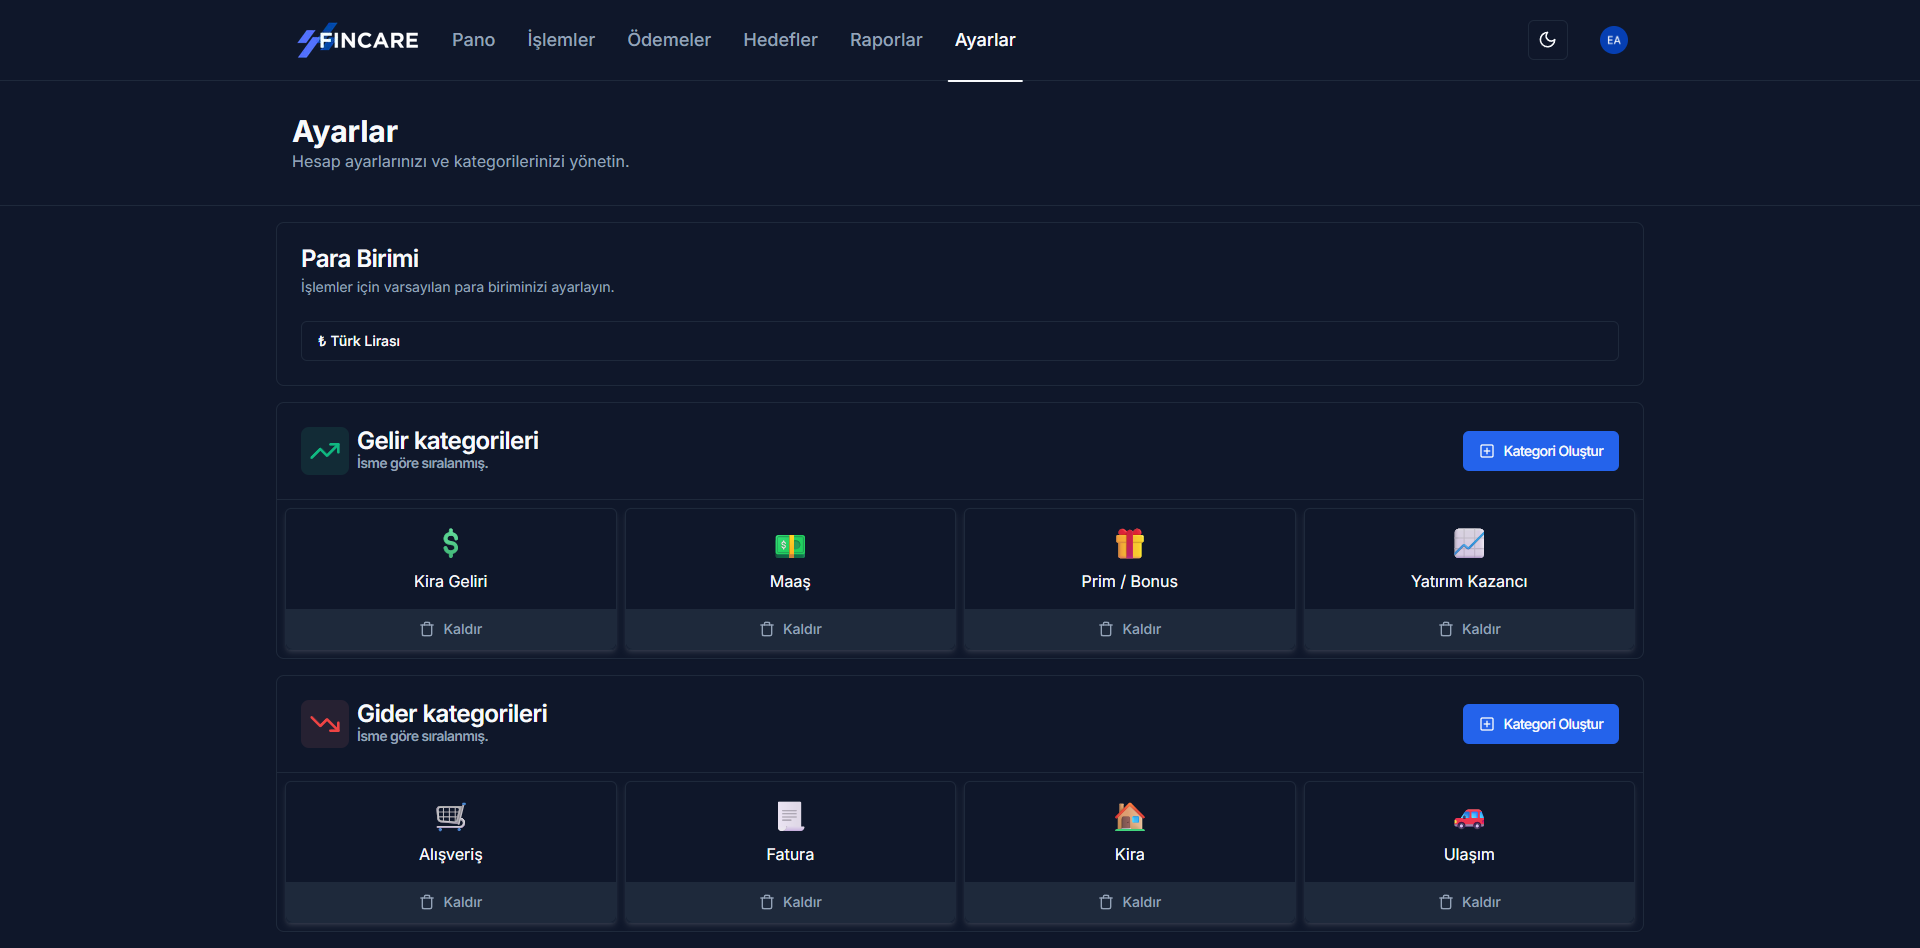 FINCARE
Pano
İşlemler
Ödemeler
Hedefler
Raporlar
Ayarlar
EA
Ayarlar
Hesap ayarlarınızı ve kategorilerinizi yönetin.
Para Birimi
İşlemler için varsayılan para biriminizi ayarlayın.
₺ Türk Lirası
Gelir kategorileri
İsme göre sıralanmış.
Kategori Oluştur
Kira Geliri
Kaldır
Maaş
Kaldır
Prim / Bonus
Kaldır
Yatırım Kazancı
Kaldır
Gider kategorileri
İsme göre sıralanmış.
Kategori Oluştur
Alışveriş
Kaldır
Fatura
Kaldır
Kira
Kaldır
Ulaşım
Kaldır